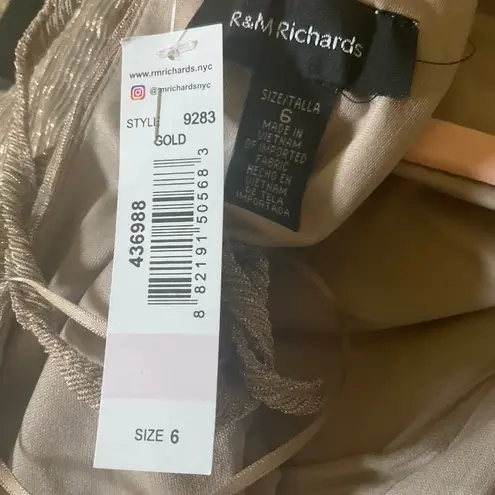 R&M Richards
SIZE/TALLA
6
MADE IN
VIETNAM
OF IMPORTED
FABRIC
HECHO EN
VIETNAM
DE TELA
IMPORTADA
www.rmrichards.nyc
@rmrichardsnyc
STYLE 9283
GOLD
436988
8 82191 50568 3
SIZE 6